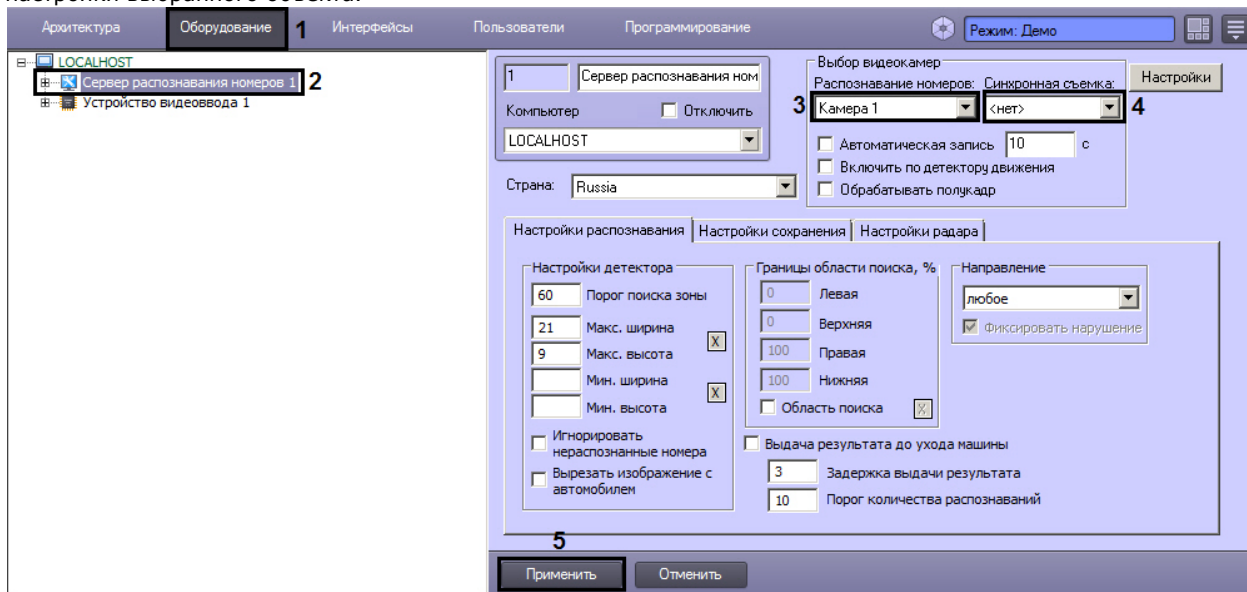 настройки выбранного объекта.
Архитектура Оборудование 1 Интерфейсы Пользователи Программирование Режим: Демо
LOCALHOST
Сервер распознавания номеров 1 2
Устройство видеоввода 1
1 Сервер распознавания ном
Компьютер Отключить
LOCALHOST
Страна: Russia
Выбор видеокамер
Распознавание номеров: Синхронная съемка: Настройки
3 Камера 1 <нет> 4
Автоматическая запись 10 с
Включить по детектору движения
Обрабатывать полукадр
Настройки распознавания Настройки сохранения Настройки радара
Настройки детектора
60 Порог поиска зоны
21 Макс. ширина
X
9 Макс. высота
Мин. ширина
X
Мин. высота
Игнорировать
нераспознанные номера
Вырезать изображение с
автомобилем
Границы области поиска, %
0 Левая
0 Верхняя
100 Правая
100 Нижняя
Область поиска X
Направление
любое
Фиксировать нарушение
Выдача результата до ухода машины
3 Задержка выдачи результата
10 Порог количества распознаваний
5
Применить Отменить